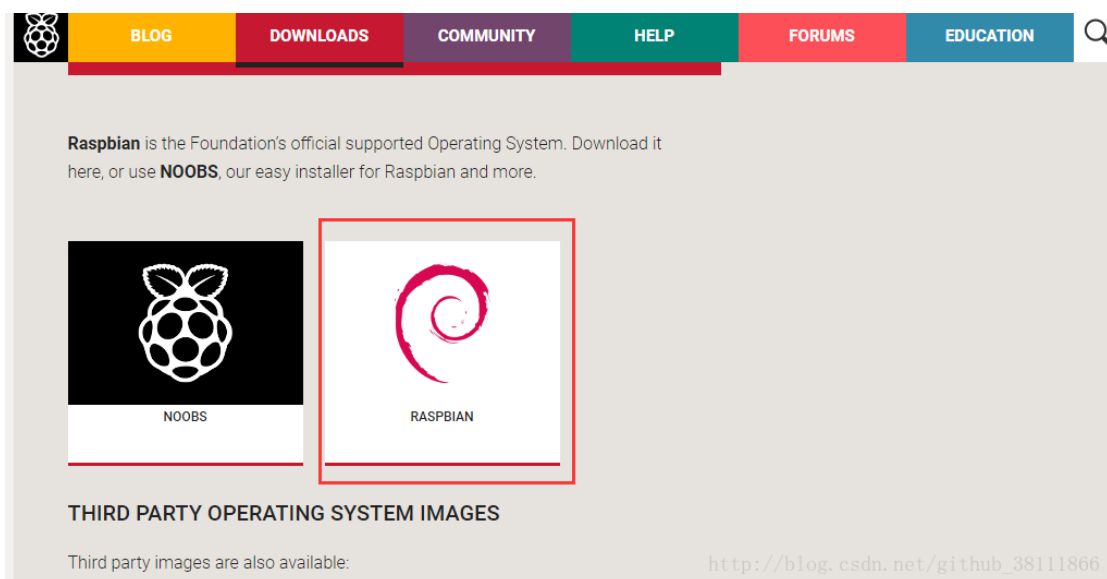 BLOG DOWNLOADS COMMUNITY HELP FORUMS EDUCATION
Raspbian is the Foundation's official supported Operating System. Download it
here, or use NOOBS, our easy installer for Raspbian and more.
NOOBS
RASPBIAN
THIRD PARTY OPERATING SYSTEM IMAGES
Third party images are also available:
http://blog.csdn.net/github_38111866